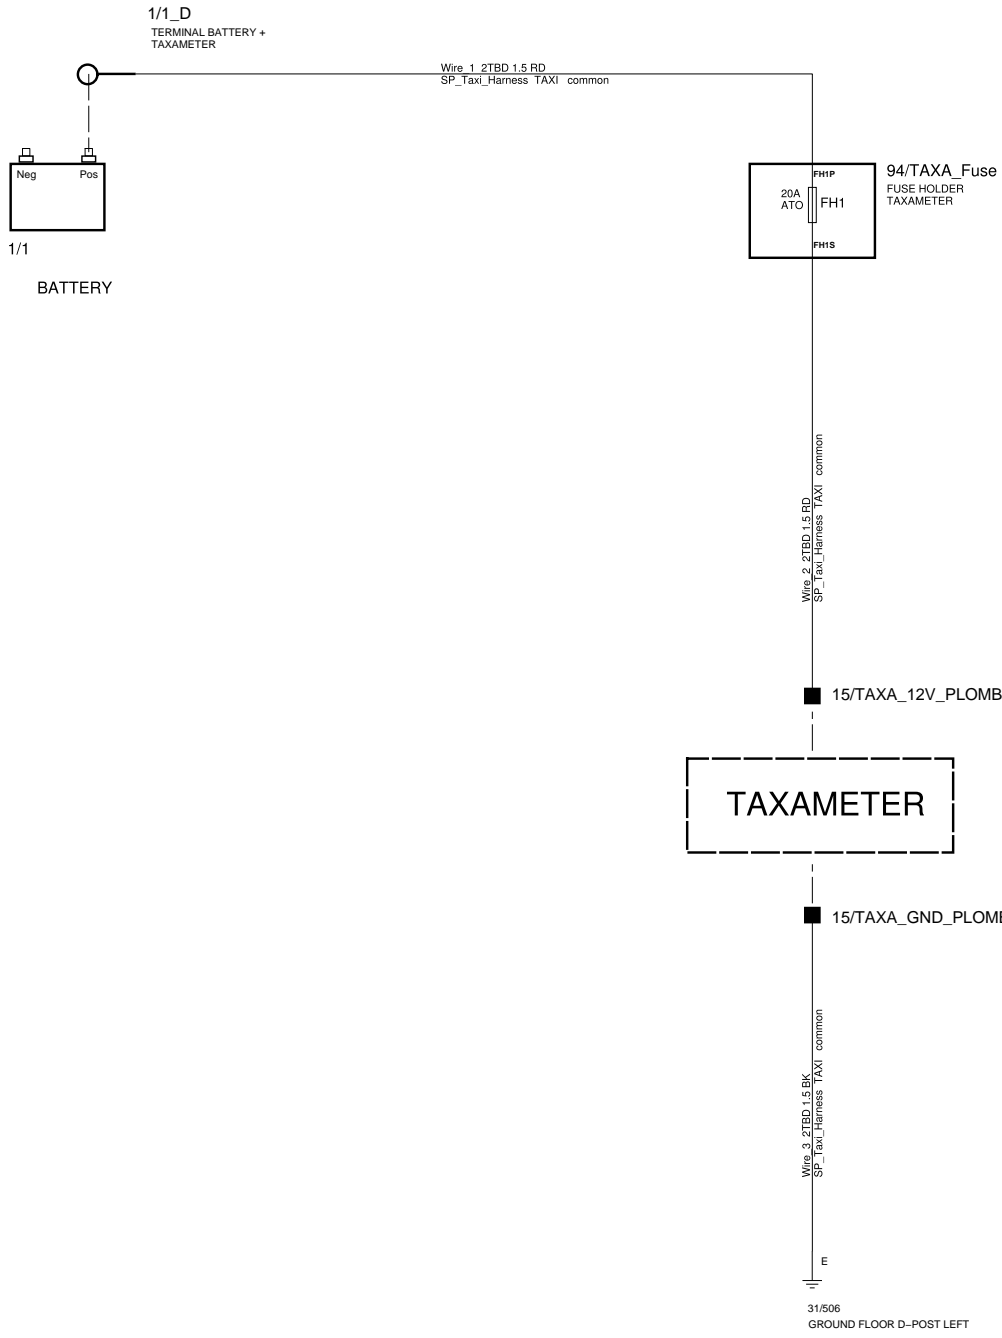 1/1_D
TERMINAL BATTERY +
TAXAMETER
Wire_1 2TBD 1.5 RD
SP_Taxi_Harness TAXI common
Neg
Pos
1/1
BATTERY
94/TAXA_Fuse
FUSE HOLDER
TAXAMETER
FH1P
20A
ATO
FH1
FH1S
Wire_2 2TBD 1.5 RD
SP_Taxi_Harness TAXI common
15/TAXA_12V_PLOMB
TAXAMETER
15/TAXA_GND_PLOMB
Wire_3 2TBD 1.5 BK
SP_Taxi_Harness TAXI common
E
31/506
GROUND FLOOR D-POST LEFT